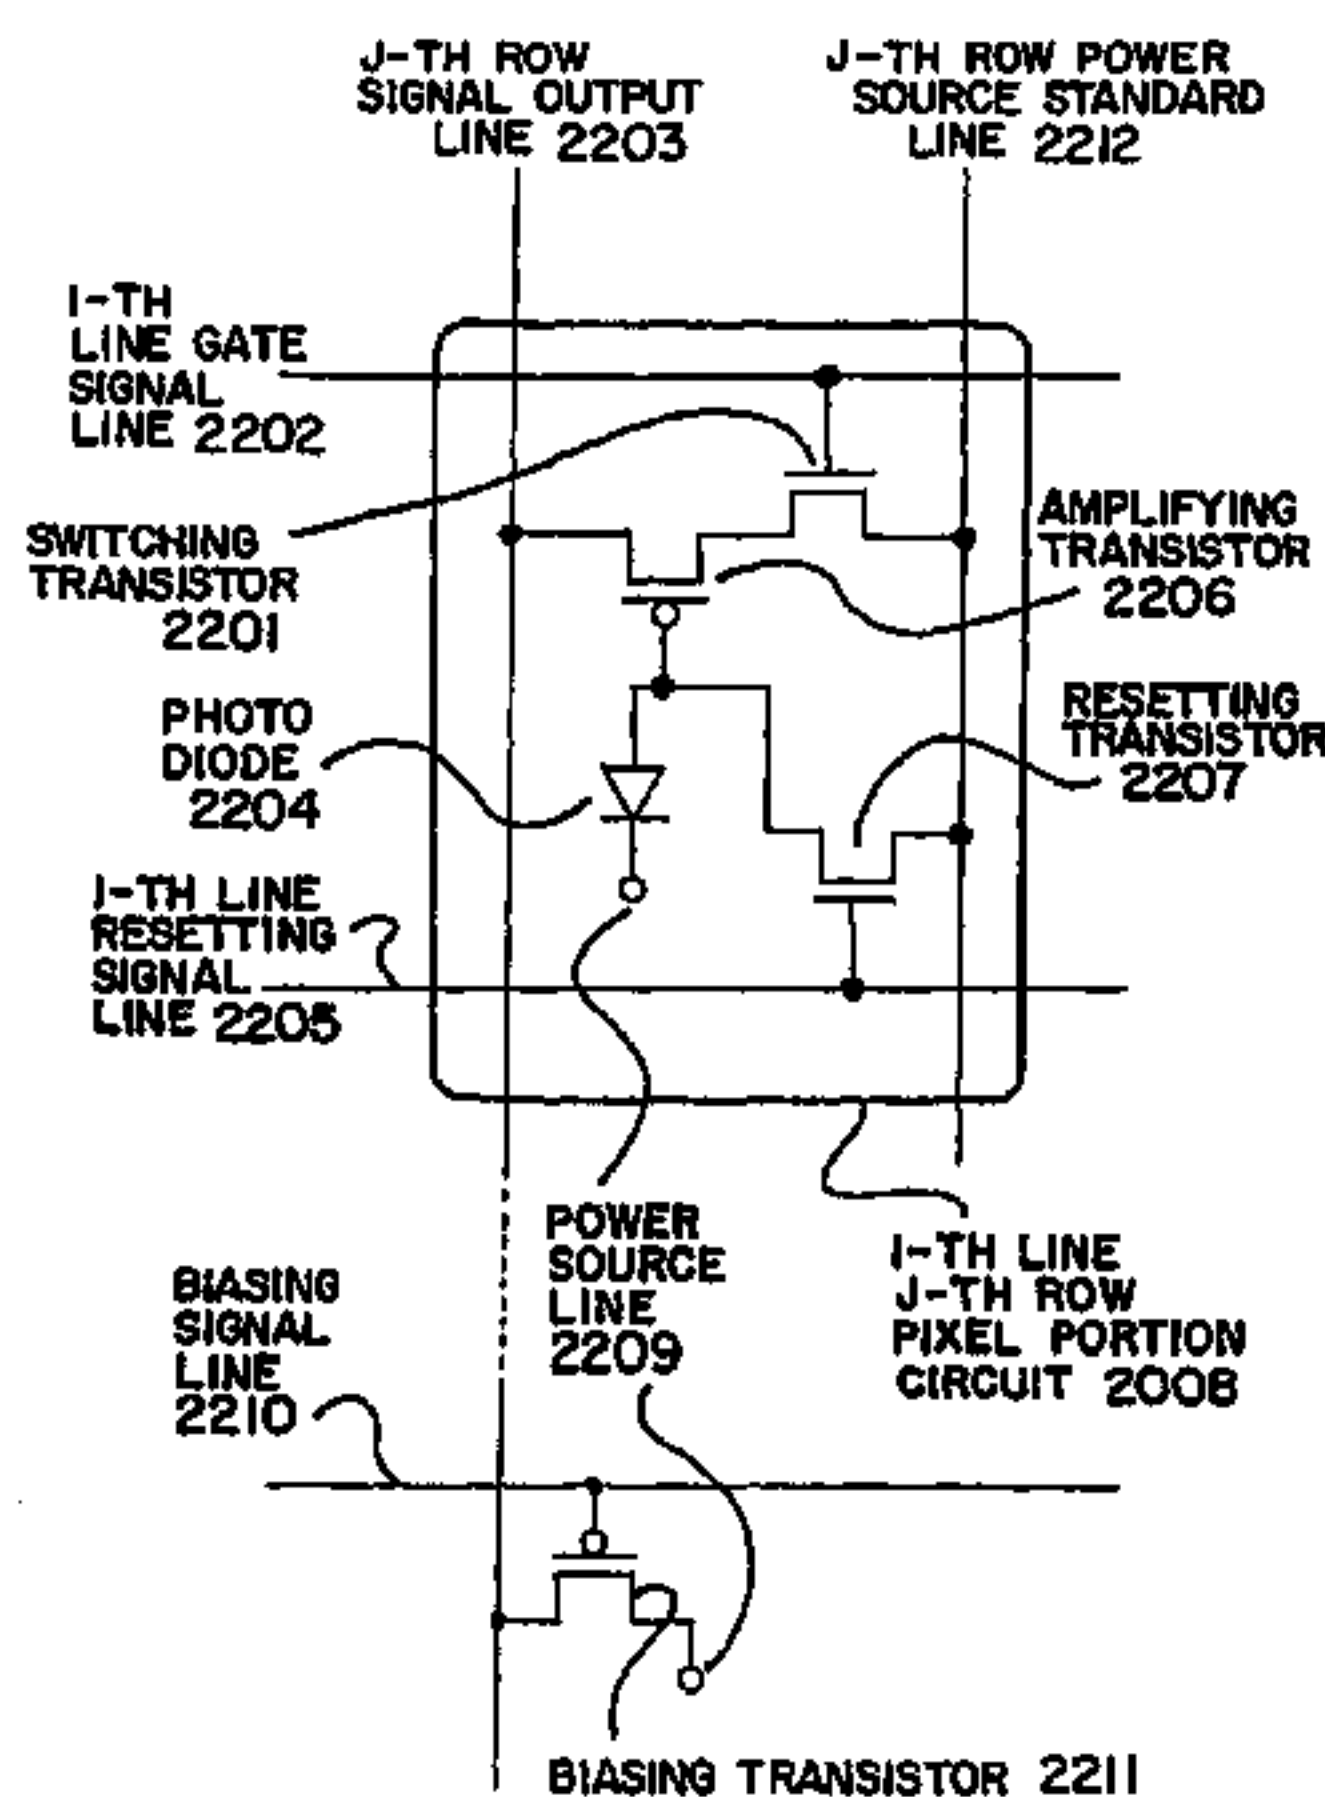 J-TH ROW
SIGNAL OUTPUT
LINE 2203
J-TH ROW POWER
SOURCE STANDARD
LINE 2212
I-TH
LINE GATE
SIGNAL
LINE 2202
SWITCHING
TRANSISTOR
2201
AMPLIFYING
TRANSISTOR
2206
PHOTO
DIODE
2204
RESETTING
TRANSISTOR
2207
I-TH LINE
RESETTING
SIGNAL
LINE 2205
POWER
SOURCE
LINE
2209
I-TH LINE
J-TH ROW
PIXEL PORTION
CIRCUIT 2008
BIASING
SIGNAL
LINE
2210
BIASING TRANSISTOR 2211